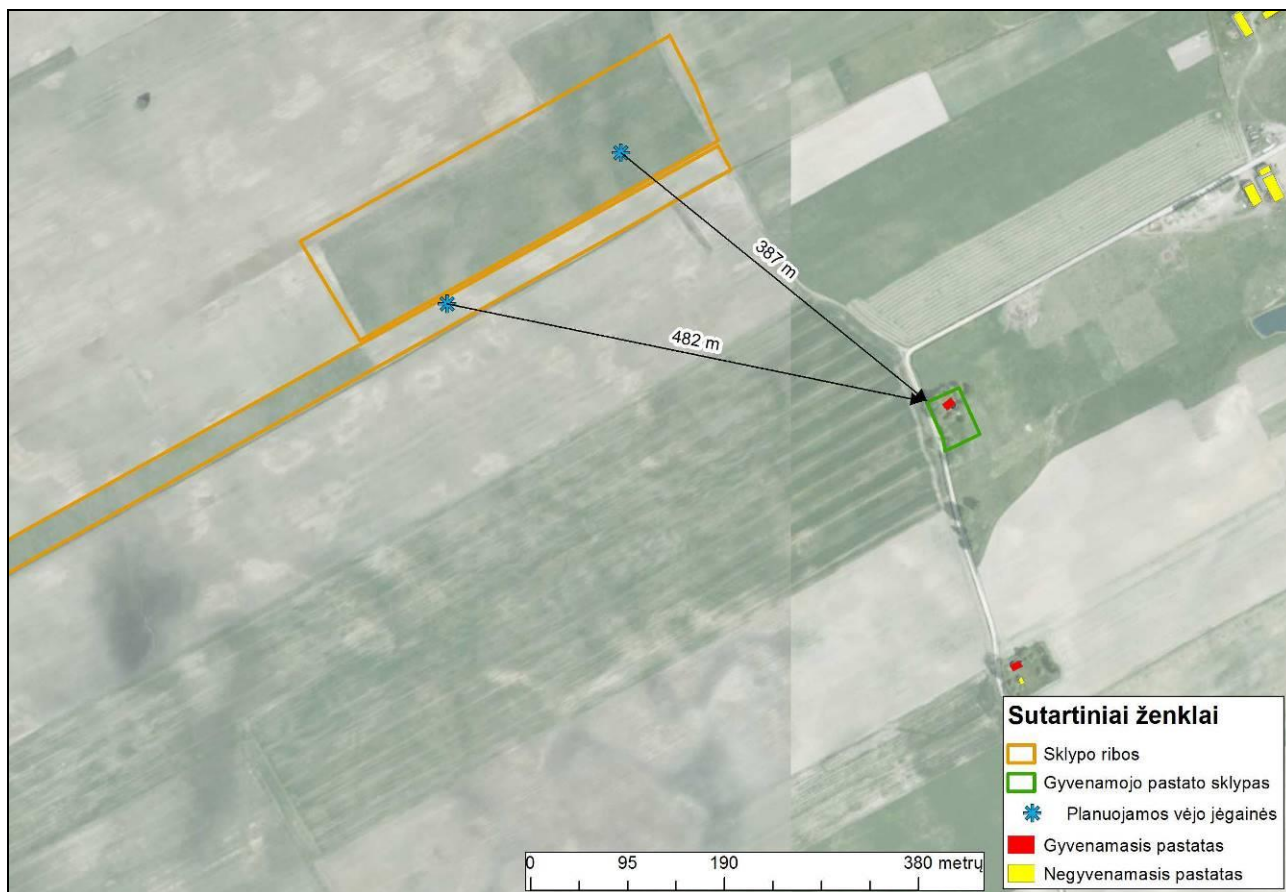 387 m
482 m
Sutartiniai ženklai
Sklypo ribos
Gyvenamojo pastato sklypas
Planuojamos vėjo jėgainės
Gyvenamasis pastatas
Negyvenamasis pastatas
0 95 190 380 metrų